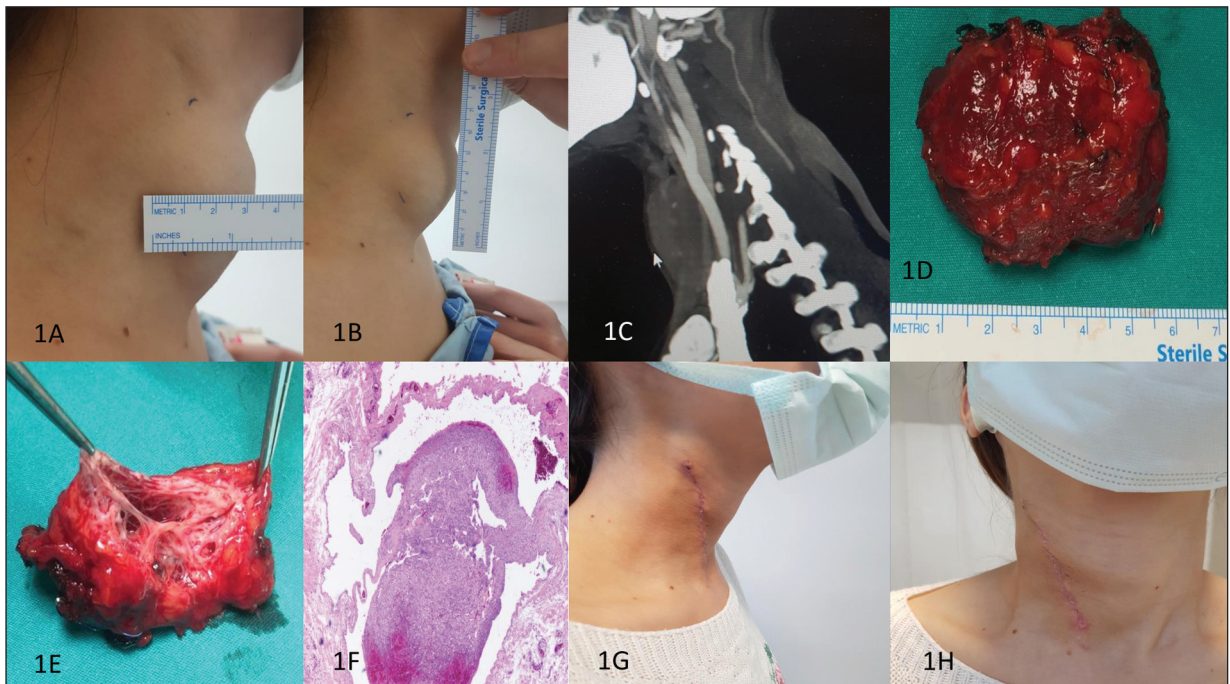 METRIC 1 2 3 4
INCHES 1
1A
Sterile Surgical
1B
1C
METRIC 1 2 3 4 5 6 7
Sterile S
1D
1E
1F
1G
1H